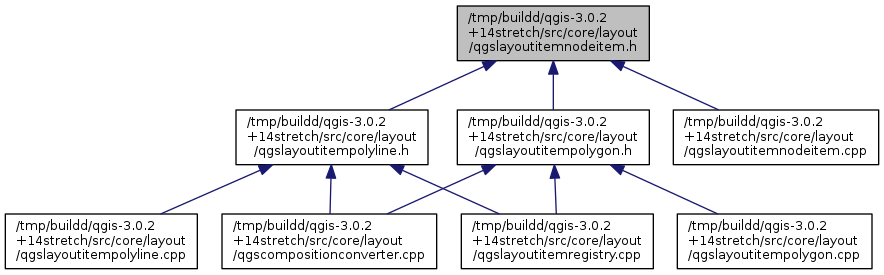 /tmp/buildd/qgis-3.0.2
+14stretch/src/core/layout
/qgslayoutitemnodeitem.h
/tmp/buildd/qgis-3.0.2
+14stretch/src/core/layout
/qgslayoutitempolyline.h
/tmp/buildd/qgis-3.0.2
+14stretch/src/core/layout
/qgslayoutitempolygon.h
/tmp/buildd/qgis-3.0.2
+14stretch/src/core/layout
/qgslayoutitemnodeitem.cpp
/tmp/buildd/qgis-3.0.2
+14stretch/src/core/layout
/qgslayoutitempolyline.cpp
/tmp/buildd/qgis-3.0.2
+14stretch/src/core/layout
/qgscompositionconverter.cpp
/tmp/buildd/qgis-3.0.2
+14stretch/src/core/layout
/qgslayoutitemregistry.cpp
/tmp/buildd/qgis-3.0.2
+14stretch/src/core/layout
/qgslayoutitempolygon.cpp